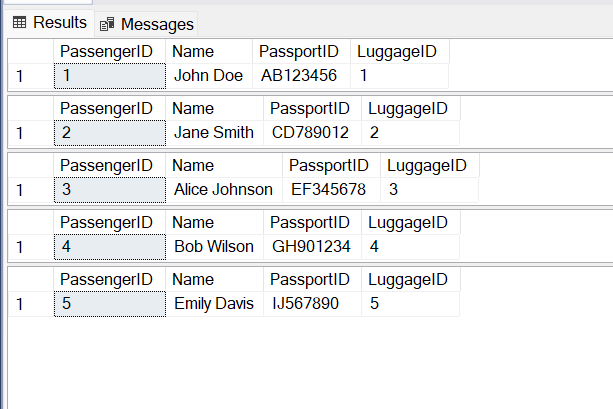 Results Messages
PassengerID Name PassportID LuggageID
1 1 John Doe AB123456 1
PassengerID Name PassportID LuggageID
1 2 Jane Smith CD789012 2
PassengerID Name PassportID LuggageID
1 3 Alice Johnson EF345678 3
PassengerID Name PassportID LuggageID
1 4 Bob Wilson GH901234 4
PassengerID Name PassportID LuggageID
1 5 Emily Davis IJ567890 5